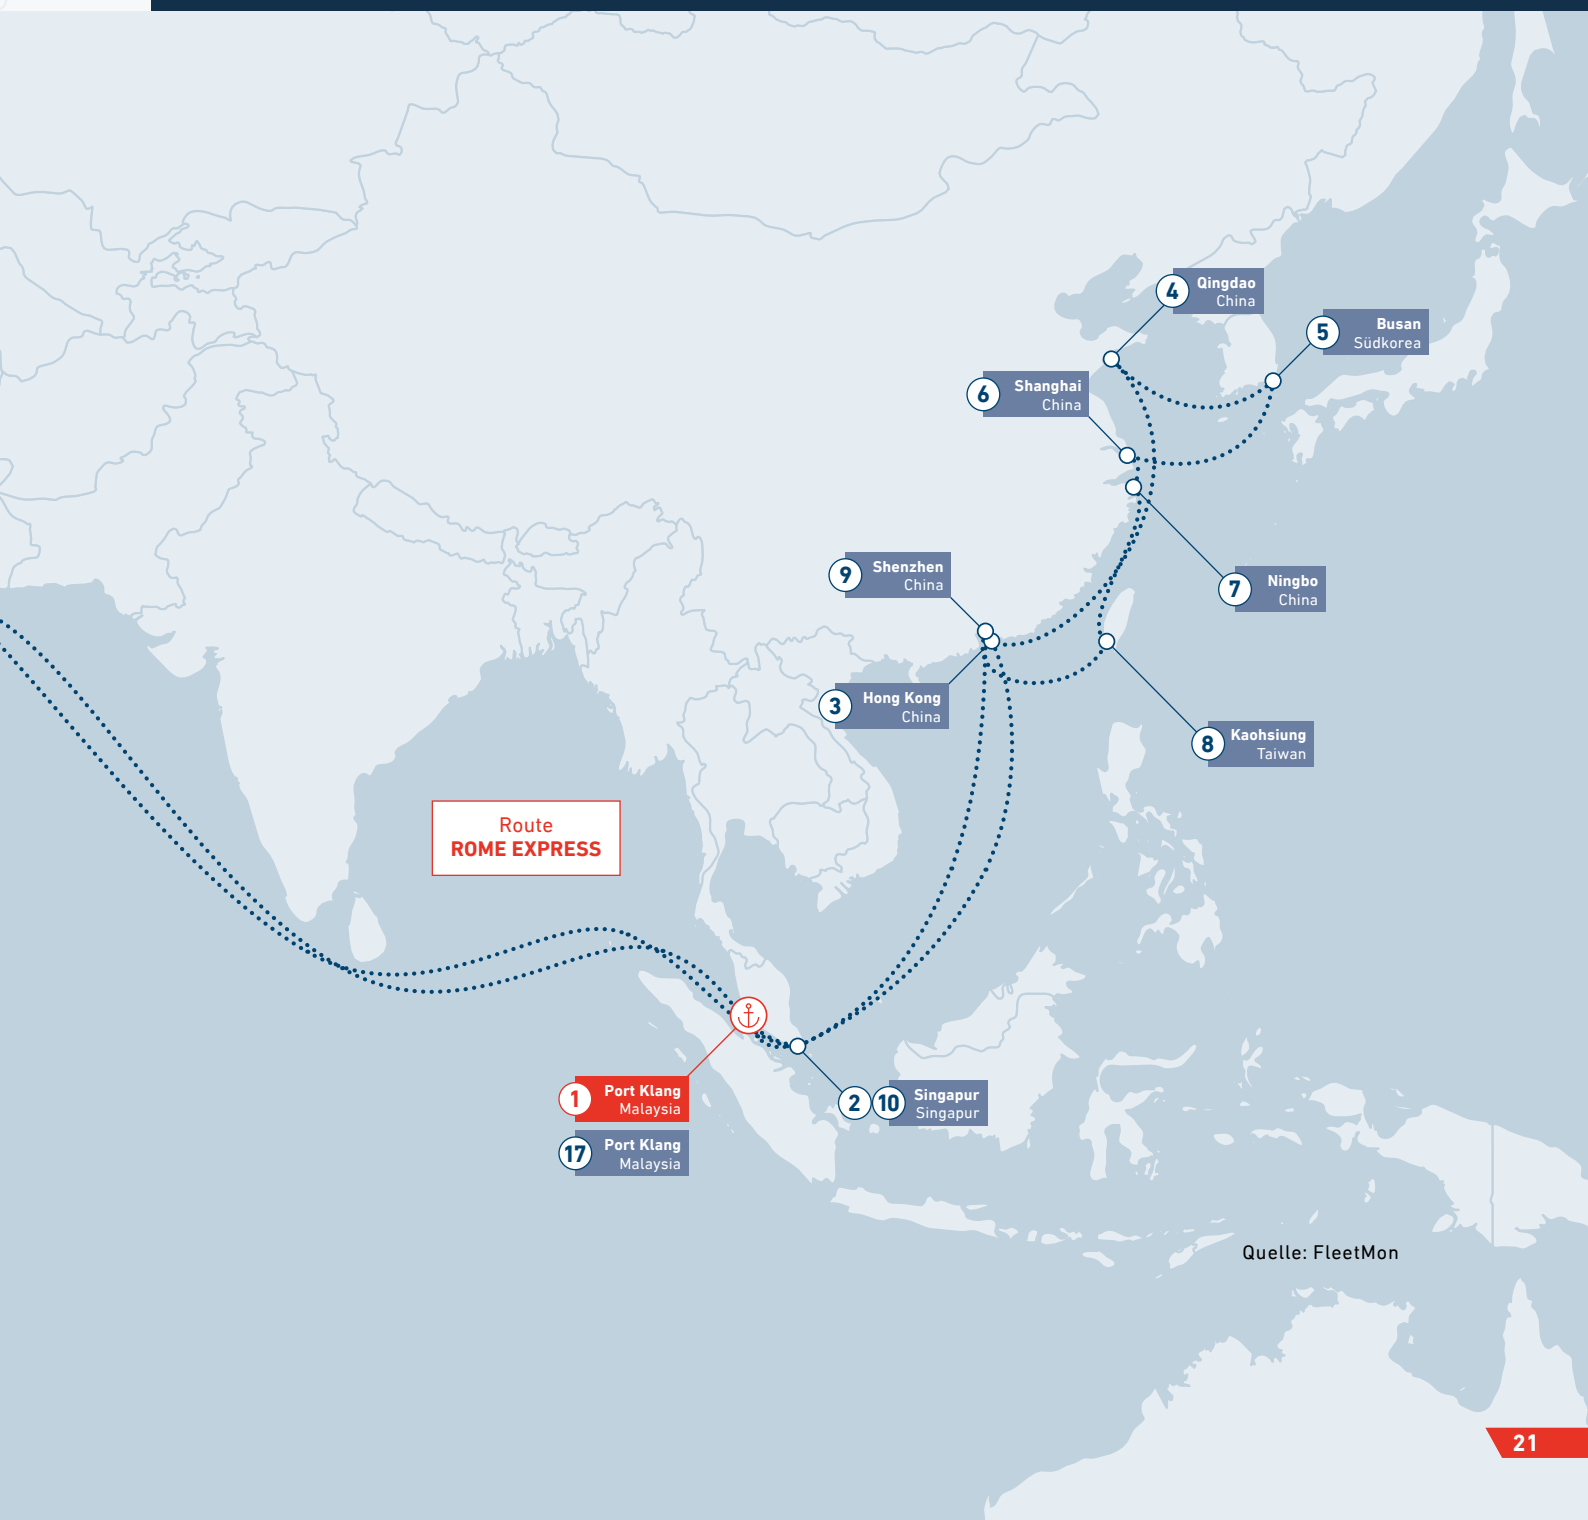 4
Qingdao
China
5
Busan
Südkorea
6
Shanghai
China
9
Shenzhen
China
7
Ningbo
China
3
Hong Kong
China
8
Kaohsiung
Taiwan
Route
ROME EXPRESS
1
Port Klang
Malaysia
2 10
Singapur
Singapur
17
Port Klang
Malaysia
Quelle: FleetMon
21